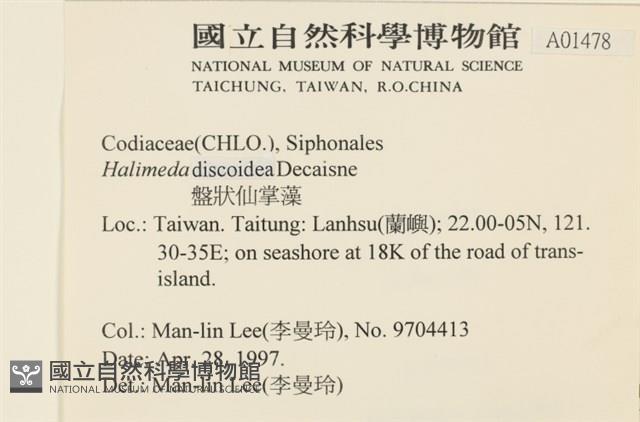 國立自然科學博物館
A01478
NATIONAL MUSEUM OF NATURAL SCIENCE
TAICHUNG, TAIWAN, R.O.CHINA
Codiaceae(CHLO.), Siphonales
Halimeda discoidea Decaisne
盤狀仙掌藻
Loc.: Taiwan. Taitung: Lanhsu(蘭嶼); 22.00-05N, 121.
30-35E; on seashore at 18K of the road of trans-
island.
Col.: Man-lin Lee(李曼玲), No. 9704413
Date: Apr. 28, 1997.
Det.: Man-lin Lee(李曼玲)
國立自然科學博物館
NATIONAL MUSEUM OF NATURAL SCIENCE